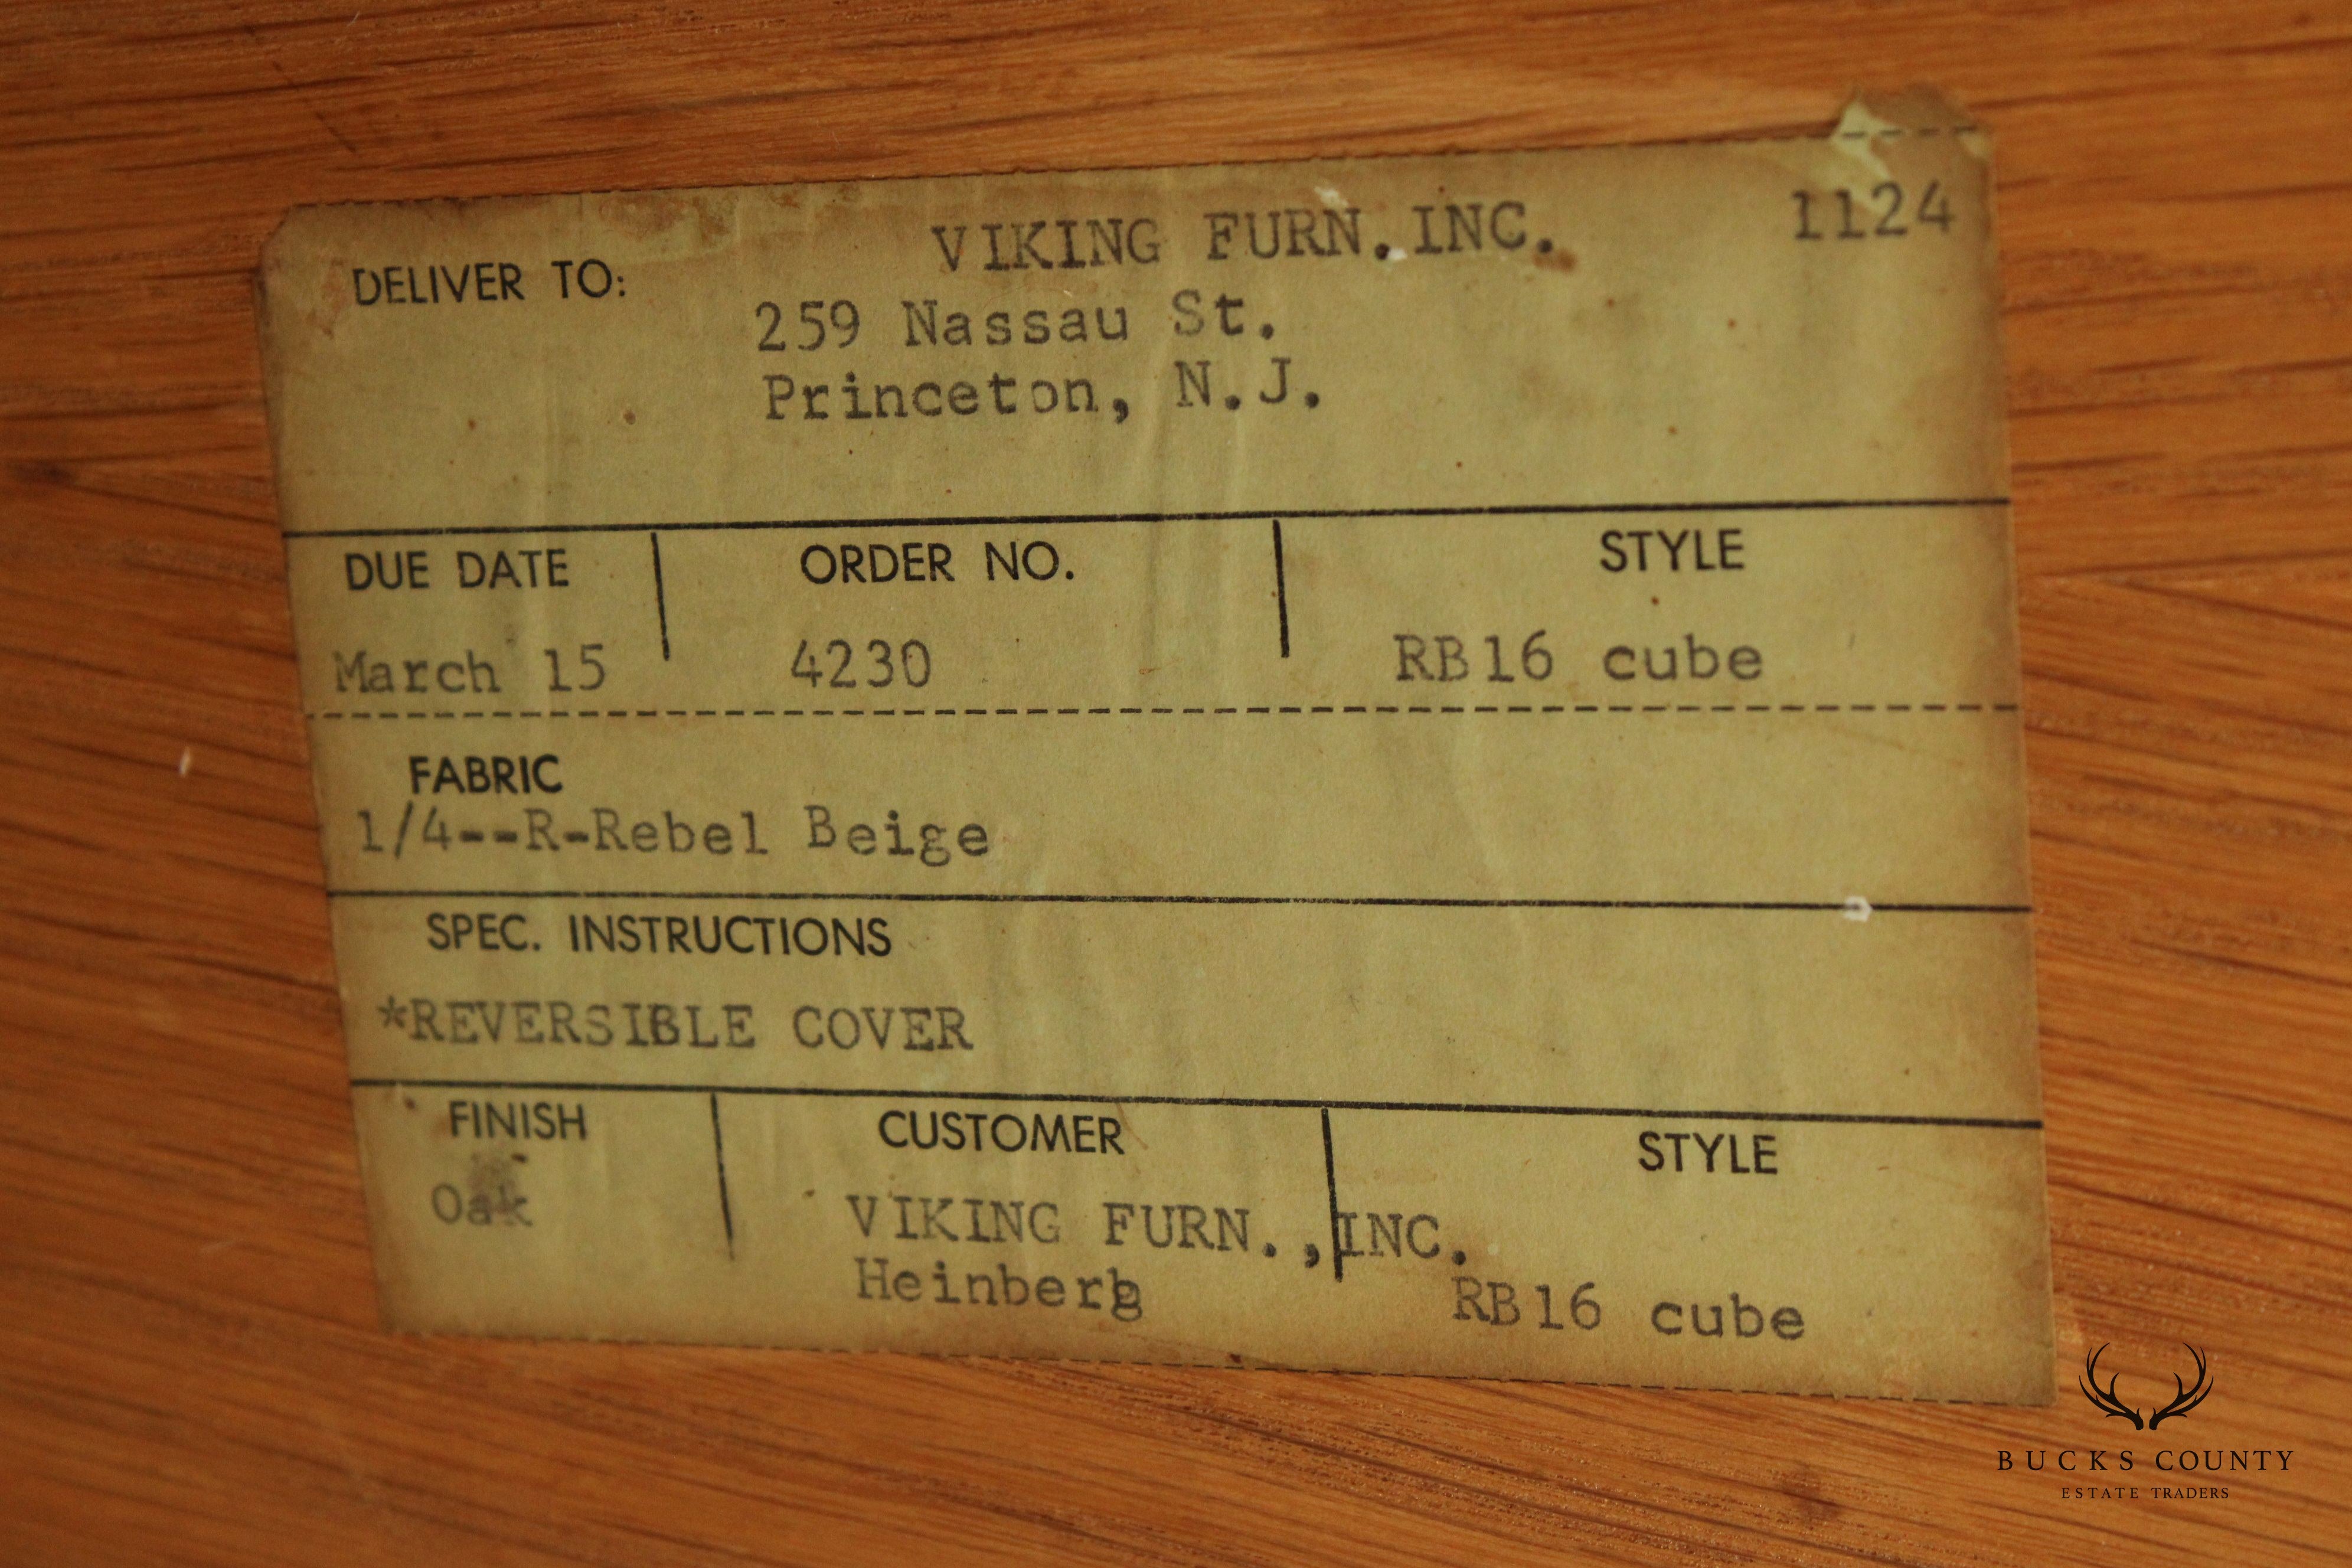 VIKING FURN.INC. 1124
DELIVER TO:
259 Nassau St.
Princeton, N.J.
DUE DATE ORDER NO. STYLE
March 15 4230 RB16 cube
FABRIC
1/4--R-Rebel Beige
SPEC. INSTRUCTIONS
*REVERSIBLE COVER
FINISH CUSTOMER STYLE
Oak VIKING FURN.,INC.
Heinberg RB16 cube
BUCKS COUNTY
ESTATE TRADERS